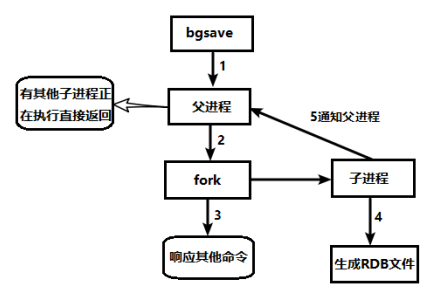 bgsave
1
有其他子进程正
在执行直接返回
父进程
5通知父进程
2
fork
子进程
3
4
响应其他命令
生成RDB文件